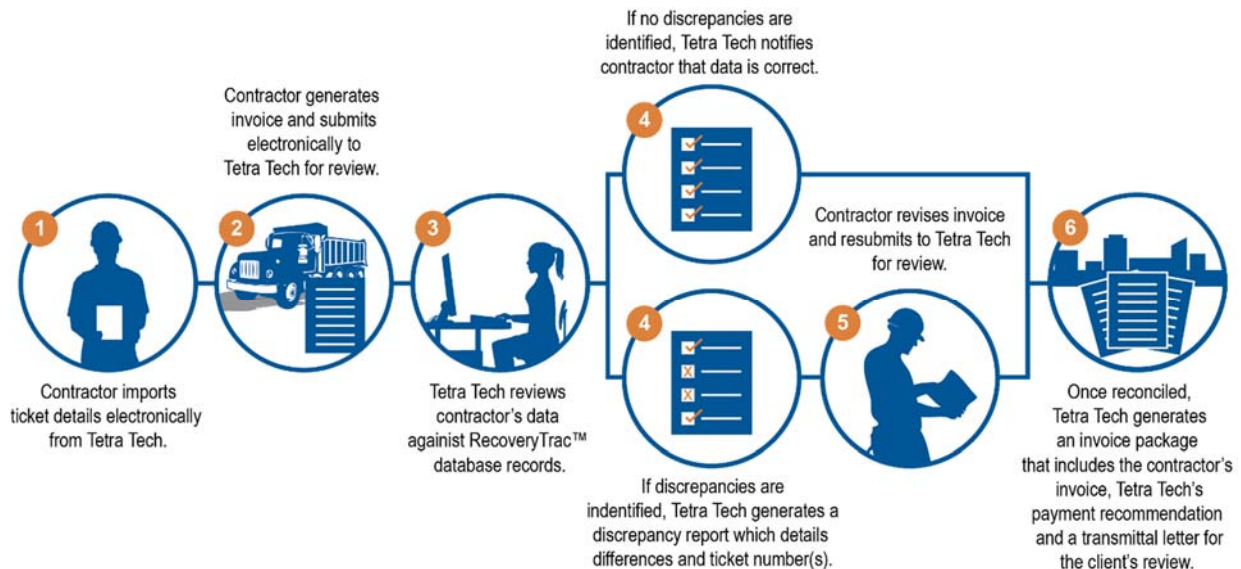 1
Contractor imports
ticket details electronically
from Tetra Tech.
Contractor generates
invoice and submits
electronically to
Tetra Tech for review.
2
3
Tetra Tech reviews
contractor's data
against RecoveryTrac™
database records.
If no discrepancies are
identified, Tetra Tech notifies
contractor that data is correct.
4
4
If discrepancies are
indentified, Tetra Tech generates a
discrepancy report which details
differences and ticket number(s).
Contractor revises invoice
and resubmits to Tetra Tech
for review.
5
6
Once reconciled,
Tetra Tech generates
an invoice package
that includes the contractor's
invoice, Tetra Tech's
payment recommendation
and a transmittal letter for
the client's review.